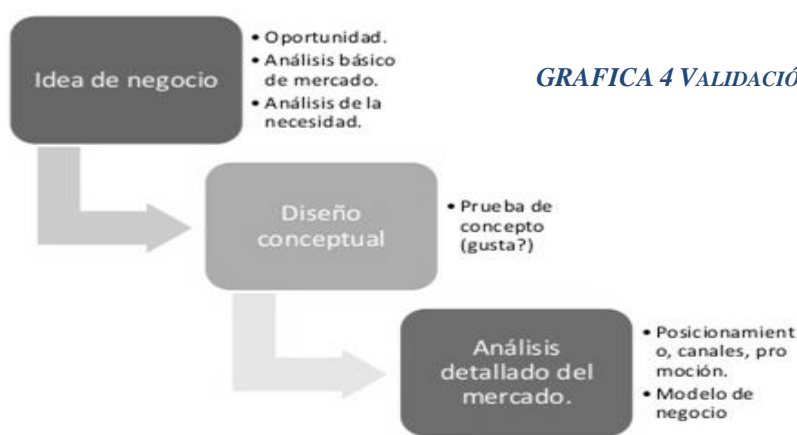 Idea de negocio
• Oportunidad.
• Análisis básico
de mercado.
• Análisis de la
necesidad.
GRAFICA 4 VALIDACIÓ
Diseño
conceptual
• Prueba de
concepto
(gusta?)
Análisis
detallado del
mercado.
• Posicionamient
o, canales, pro
moción.
• Modelo de
negocio